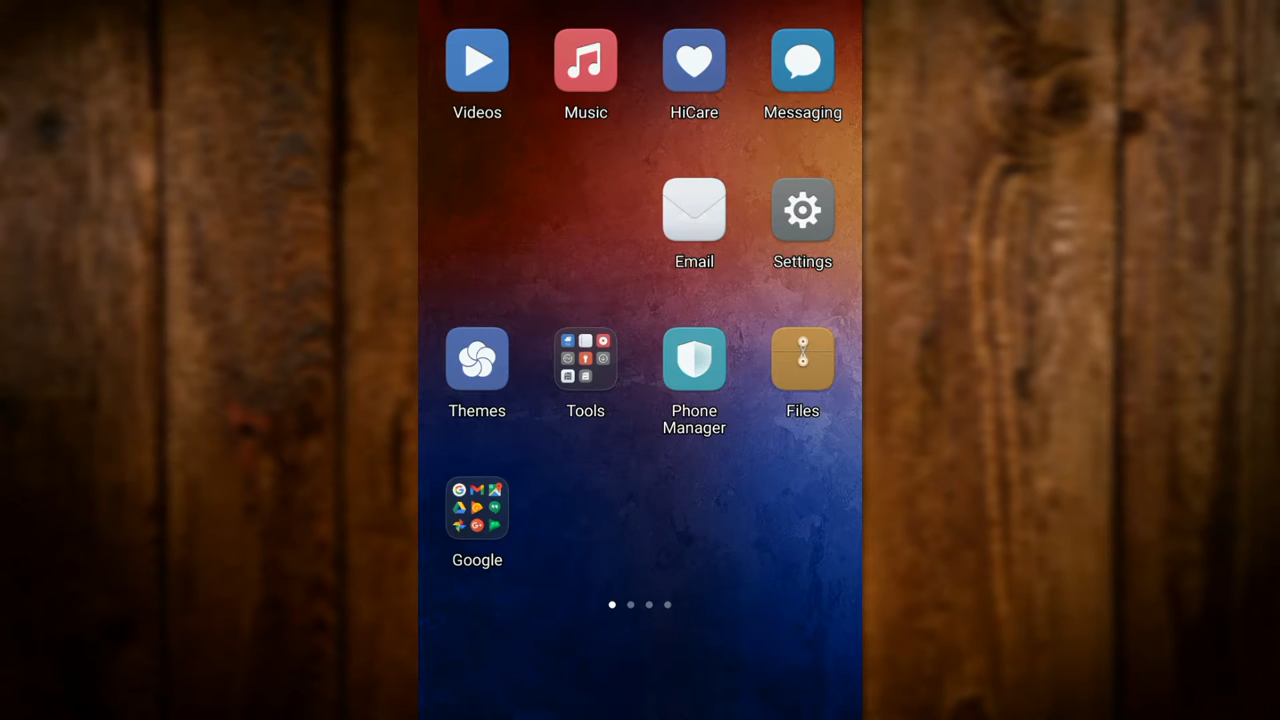 Videos
Music
HiCare
Messaging
Email
Settings
Themes
Tools
Phone
Manager
Files
Google